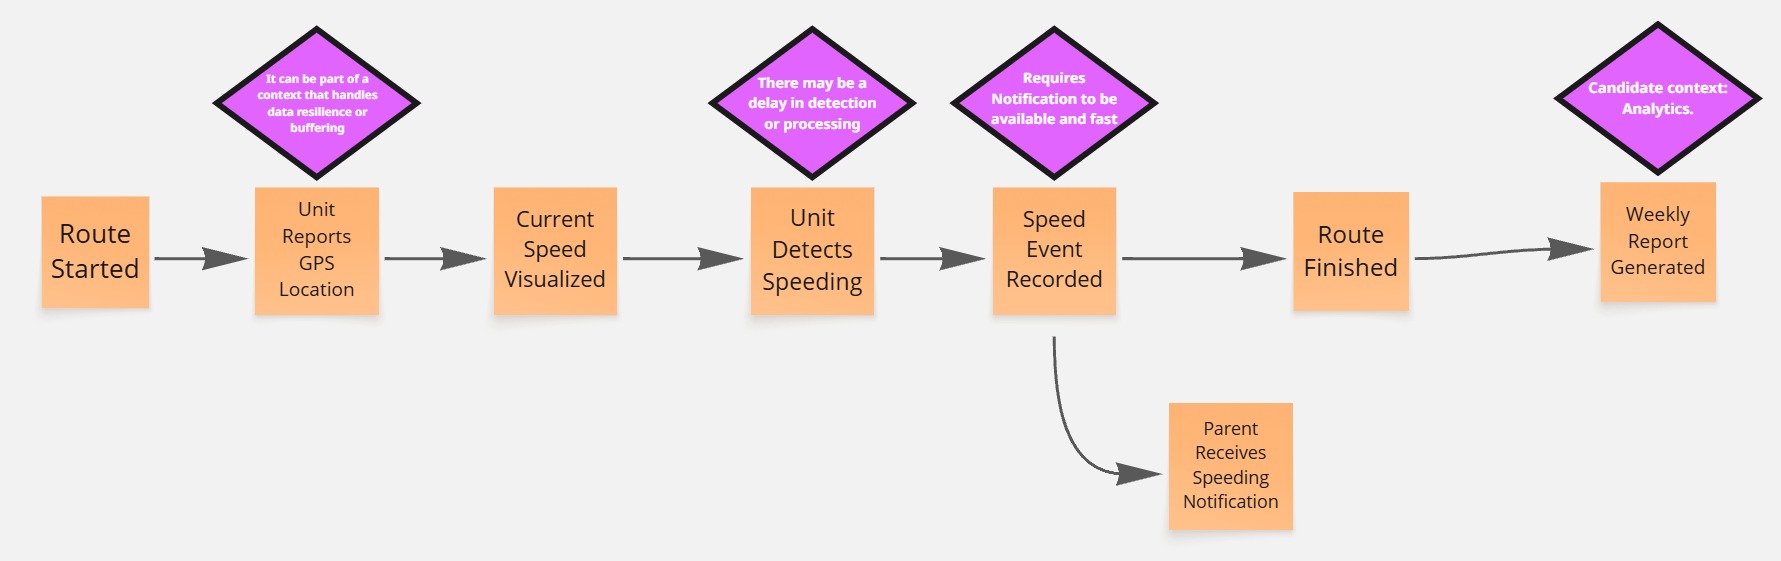 It can be part of a
context that handles
data resilience or
buffering
There may be a
delay in detection
or processing
Requires
Notification to be
available and fast
Candidate context:
Analytics.
Route
Started
Unit
Reports
GPS
Location
Current
Speed
Visualized
Unit
Detects
Speeding
Speed
Event
Recorded
Route
Finished
Weekly
Report
Generated
Parent
Receives
Speeding
Notification